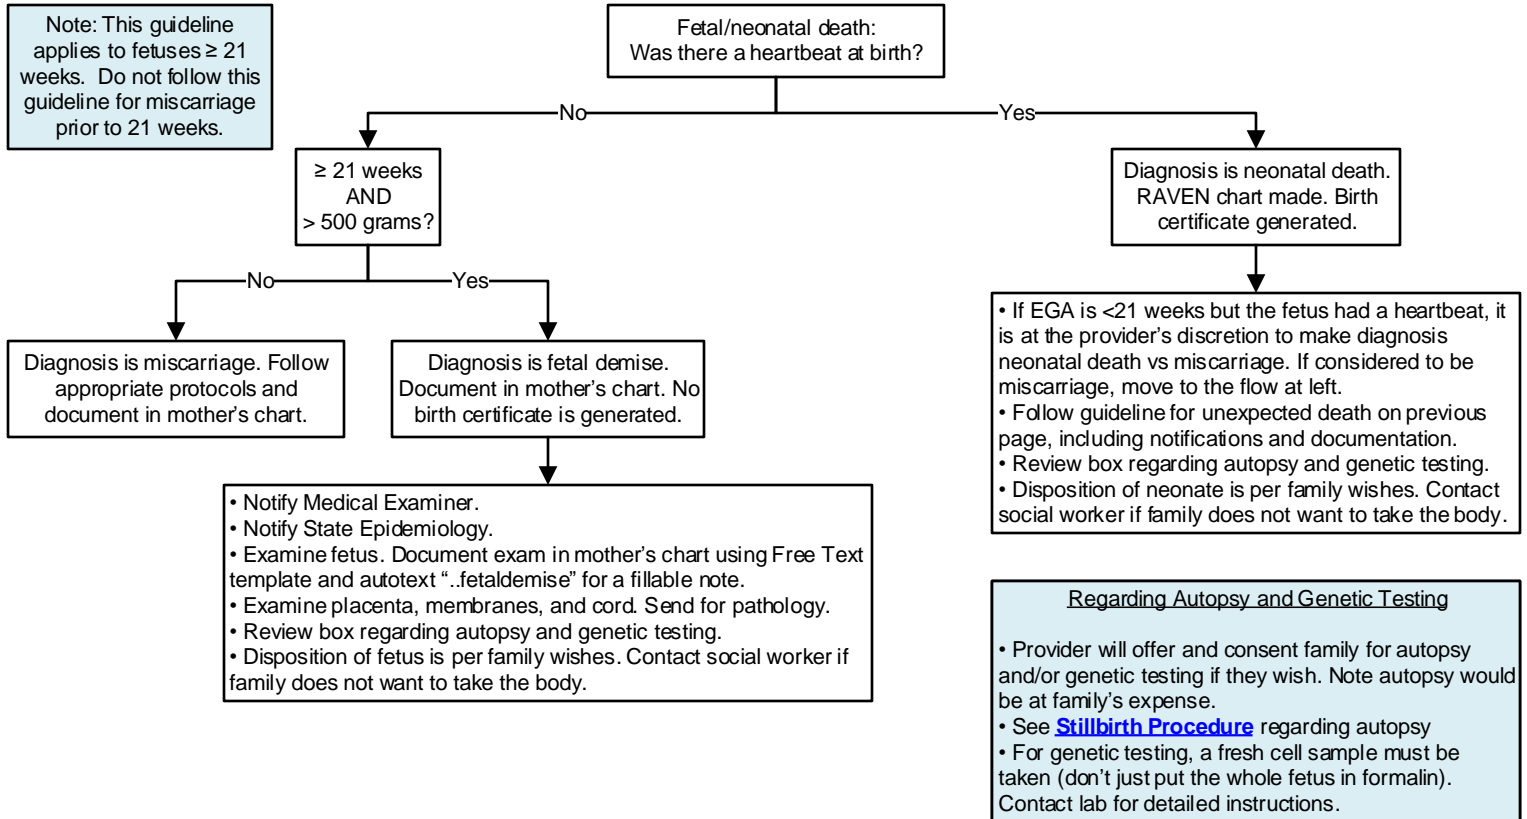 Note: This guideline
applies to fetuses ≥ 21
weeks.  Do not follow this
guideline for miscarriage
prior to 21 weeks.
Fetal/neonatal death:
Was there a heartbeat at birth?
No
Yes
≥ 21 weeks
AND
> 500 grams?
Diagnosis is neonatal death.
RAVEN chart made. Birth
certificate generated.
No
Yes
Diagnosis is miscarriage. Follow
appropriate protocols and
document in mother's chart.
Diagnosis is fetal demise.
Document in mother's chart. No
birth certificate is generated.
• If EGA is <21 weeks but the fetus had a heartbeat, it
is at the provider's discretion to make diagnosis
neonatal death vs miscarriage. If considered to be
miscarriage, move to the flow at left.
• Follow guideline for unexpected death on previous
page, including notifications and documentation.
• Review box regarding autopsy and genetic testing.
• Disposition of neonate is per family wishes. Contact
social worker if family does not want to take the body.
• Notify Medical Examiner.
• Notify State Epidemiology.
• Examine fetus. Document exam in mother's chart using Free Text
template and autotext "..fetaldemise" for a fillable note.
• Examine placenta, membranes, and cord. Send for pathology.
• Review box regarding autopsy and genetic testing.
• Disposition of fetus is per family wishes. Contact social worker if
family does not want to take the body.
Regarding Autopsy and Genetic Testing
• Provider will offer and consent family for autopsy
and/or genetic testing if they wish. Note autopsy would
be at family's expense.
• See Stillbirth Procedure regarding autopsy
• For genetic testing, a fresh cell sample must be
taken (don't just put the whole fetus in formalin).
Contact lab for detailed instructions.